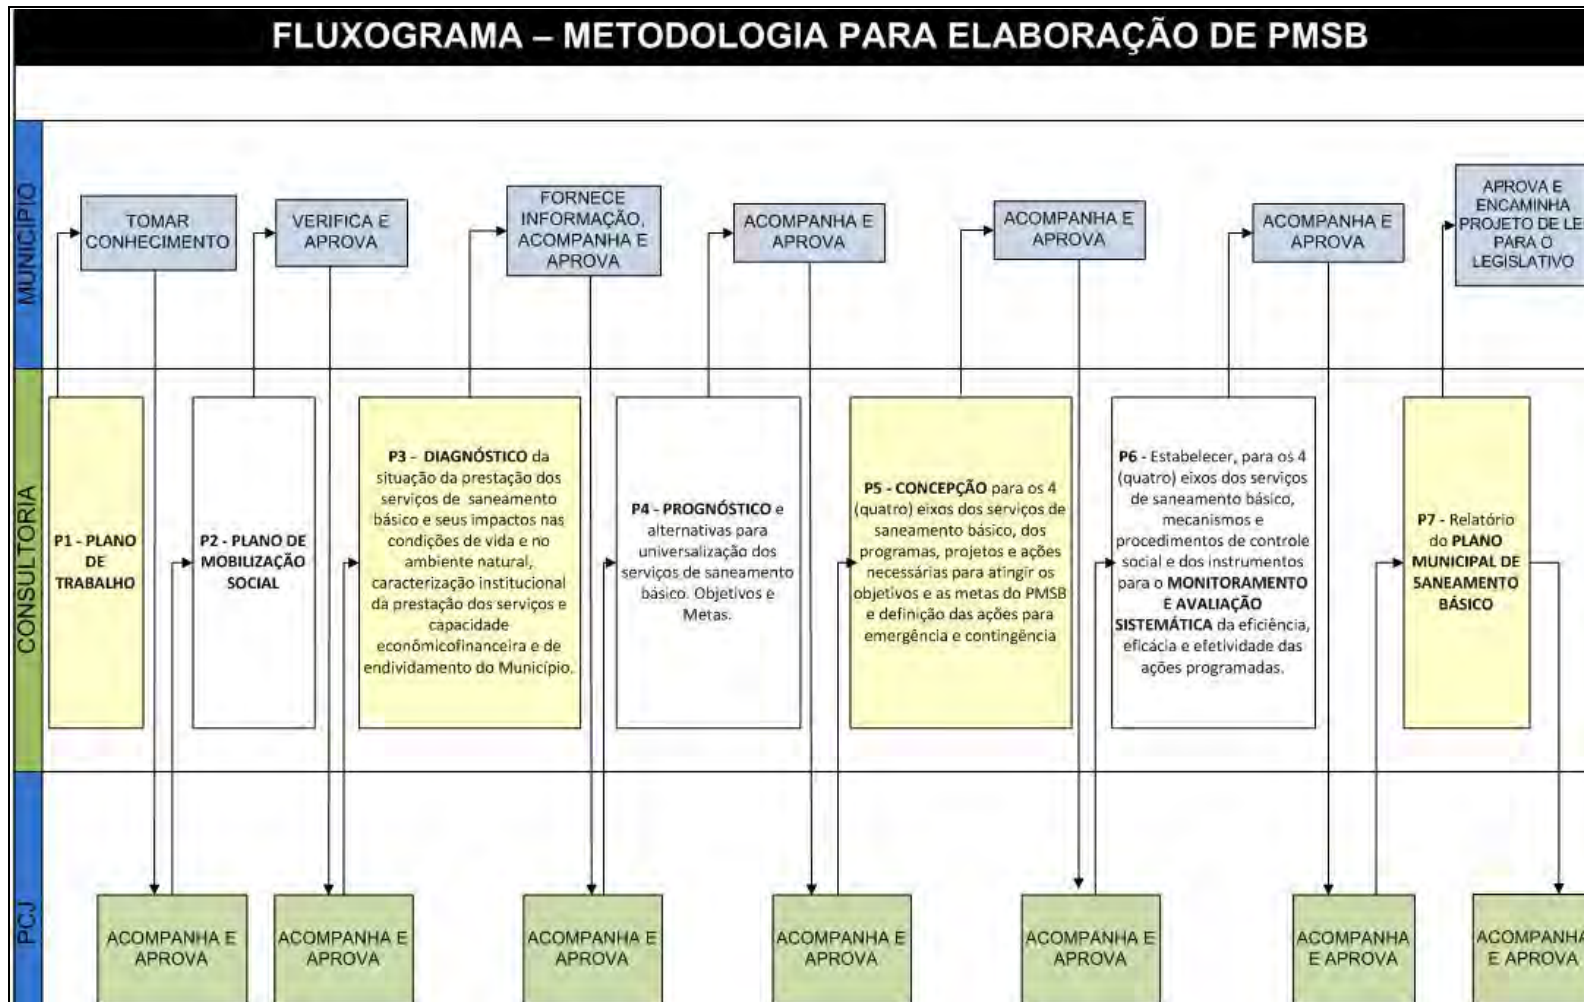 FLUXOGRAMA – METODOLOGIA PARA ELABORAÇÃO DE PMSB
MUNICÍPIO
TOMAR
CONHECIMENTO
VERIFICA E
APROVA
FORNECE
INFORMAÇÃO,
ACOMPANHA E
APROVA
ACOMPANHA E
APROVA
ACOMPANHA E
APROVA
ACOMPANHA E
APROVA
APROVA E
ENCAMINHA
PROJETO DE LE
PARA O
LEGISLATIVO
CONSULTORIA
P1 - PLANO
DE
TRABALHO
P2 - PLANO DE
MOBILIZAÇÃO
SOCIAL
P3 - DIAGNÓSTICO da
situação da prestação dos
serviços de saneamento
básico e seus impactos nas
condições de vida e no
ambiente natural,
caracterização institucional
da prestação dos serviços e
capacidade
econômicofinanceira e de
endividamento do Município.
P4 - PROGNÓSTICO e
alternativas para
universalização dos
serviços de saneamento
básico. Objetivos e
Metas.
P5 - CONCEPÇÃO para os 4
(quatro) eixos dos serviços de
saneamento básico, dos
programas, projetos e ações
necessárias para atingir os
objetivos e as metas do PMSB
e definição das ações para
emergência e contingência
P6 - Estabelecer, para os 4
(quatro) eixos dos serviços
de saneamento básico,
mecanismos e
procedimentos de controle
social e dos instrumentos
para o MONITORAMENTO
E AVALIAÇÃO
SISTEMÁTICA da eficiência,
eficácia e efetividade das
ações programadas.
P7 - Relatório
do PLANO
MUNICIPAL DE
SANEAMENTO
BÁSICO
PCJ
ACOMPANHA E
APROVA
ACOMPANHA E
APROVA
ACOMPANHA E
APROVA
ACOMPANHA E
APROVA
ACOMPANHA E
APROVA
ACOMPANHA
E APROVA
ACOMPANHA
E APROVA